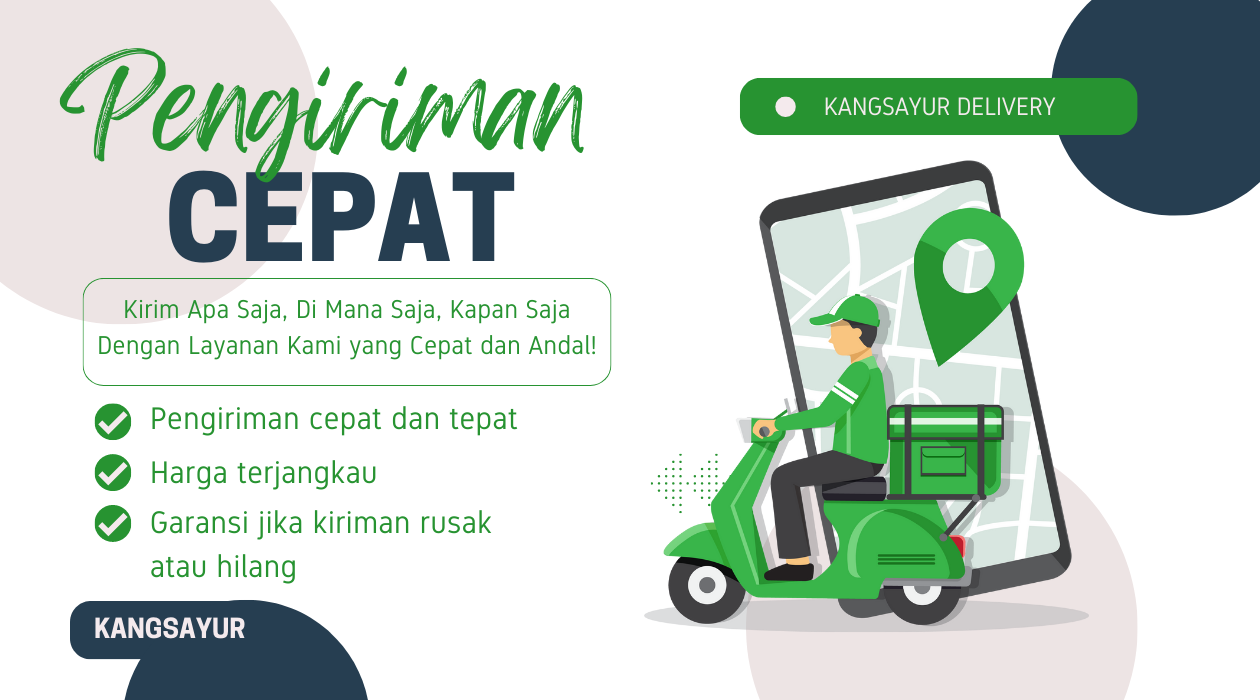 Pengiriman
CEPAT
KANGSAYUR DELIVERY
Kirim Apa Saja, Di Mana Saja, Kapan Saja
Dengan Layanan Kami yang Cepat dan Andal!
Pengiriman cepat dan tepat
Harga terjangkau
Garansi jika kiriman rusak
atau hilang
KANGSAYUR